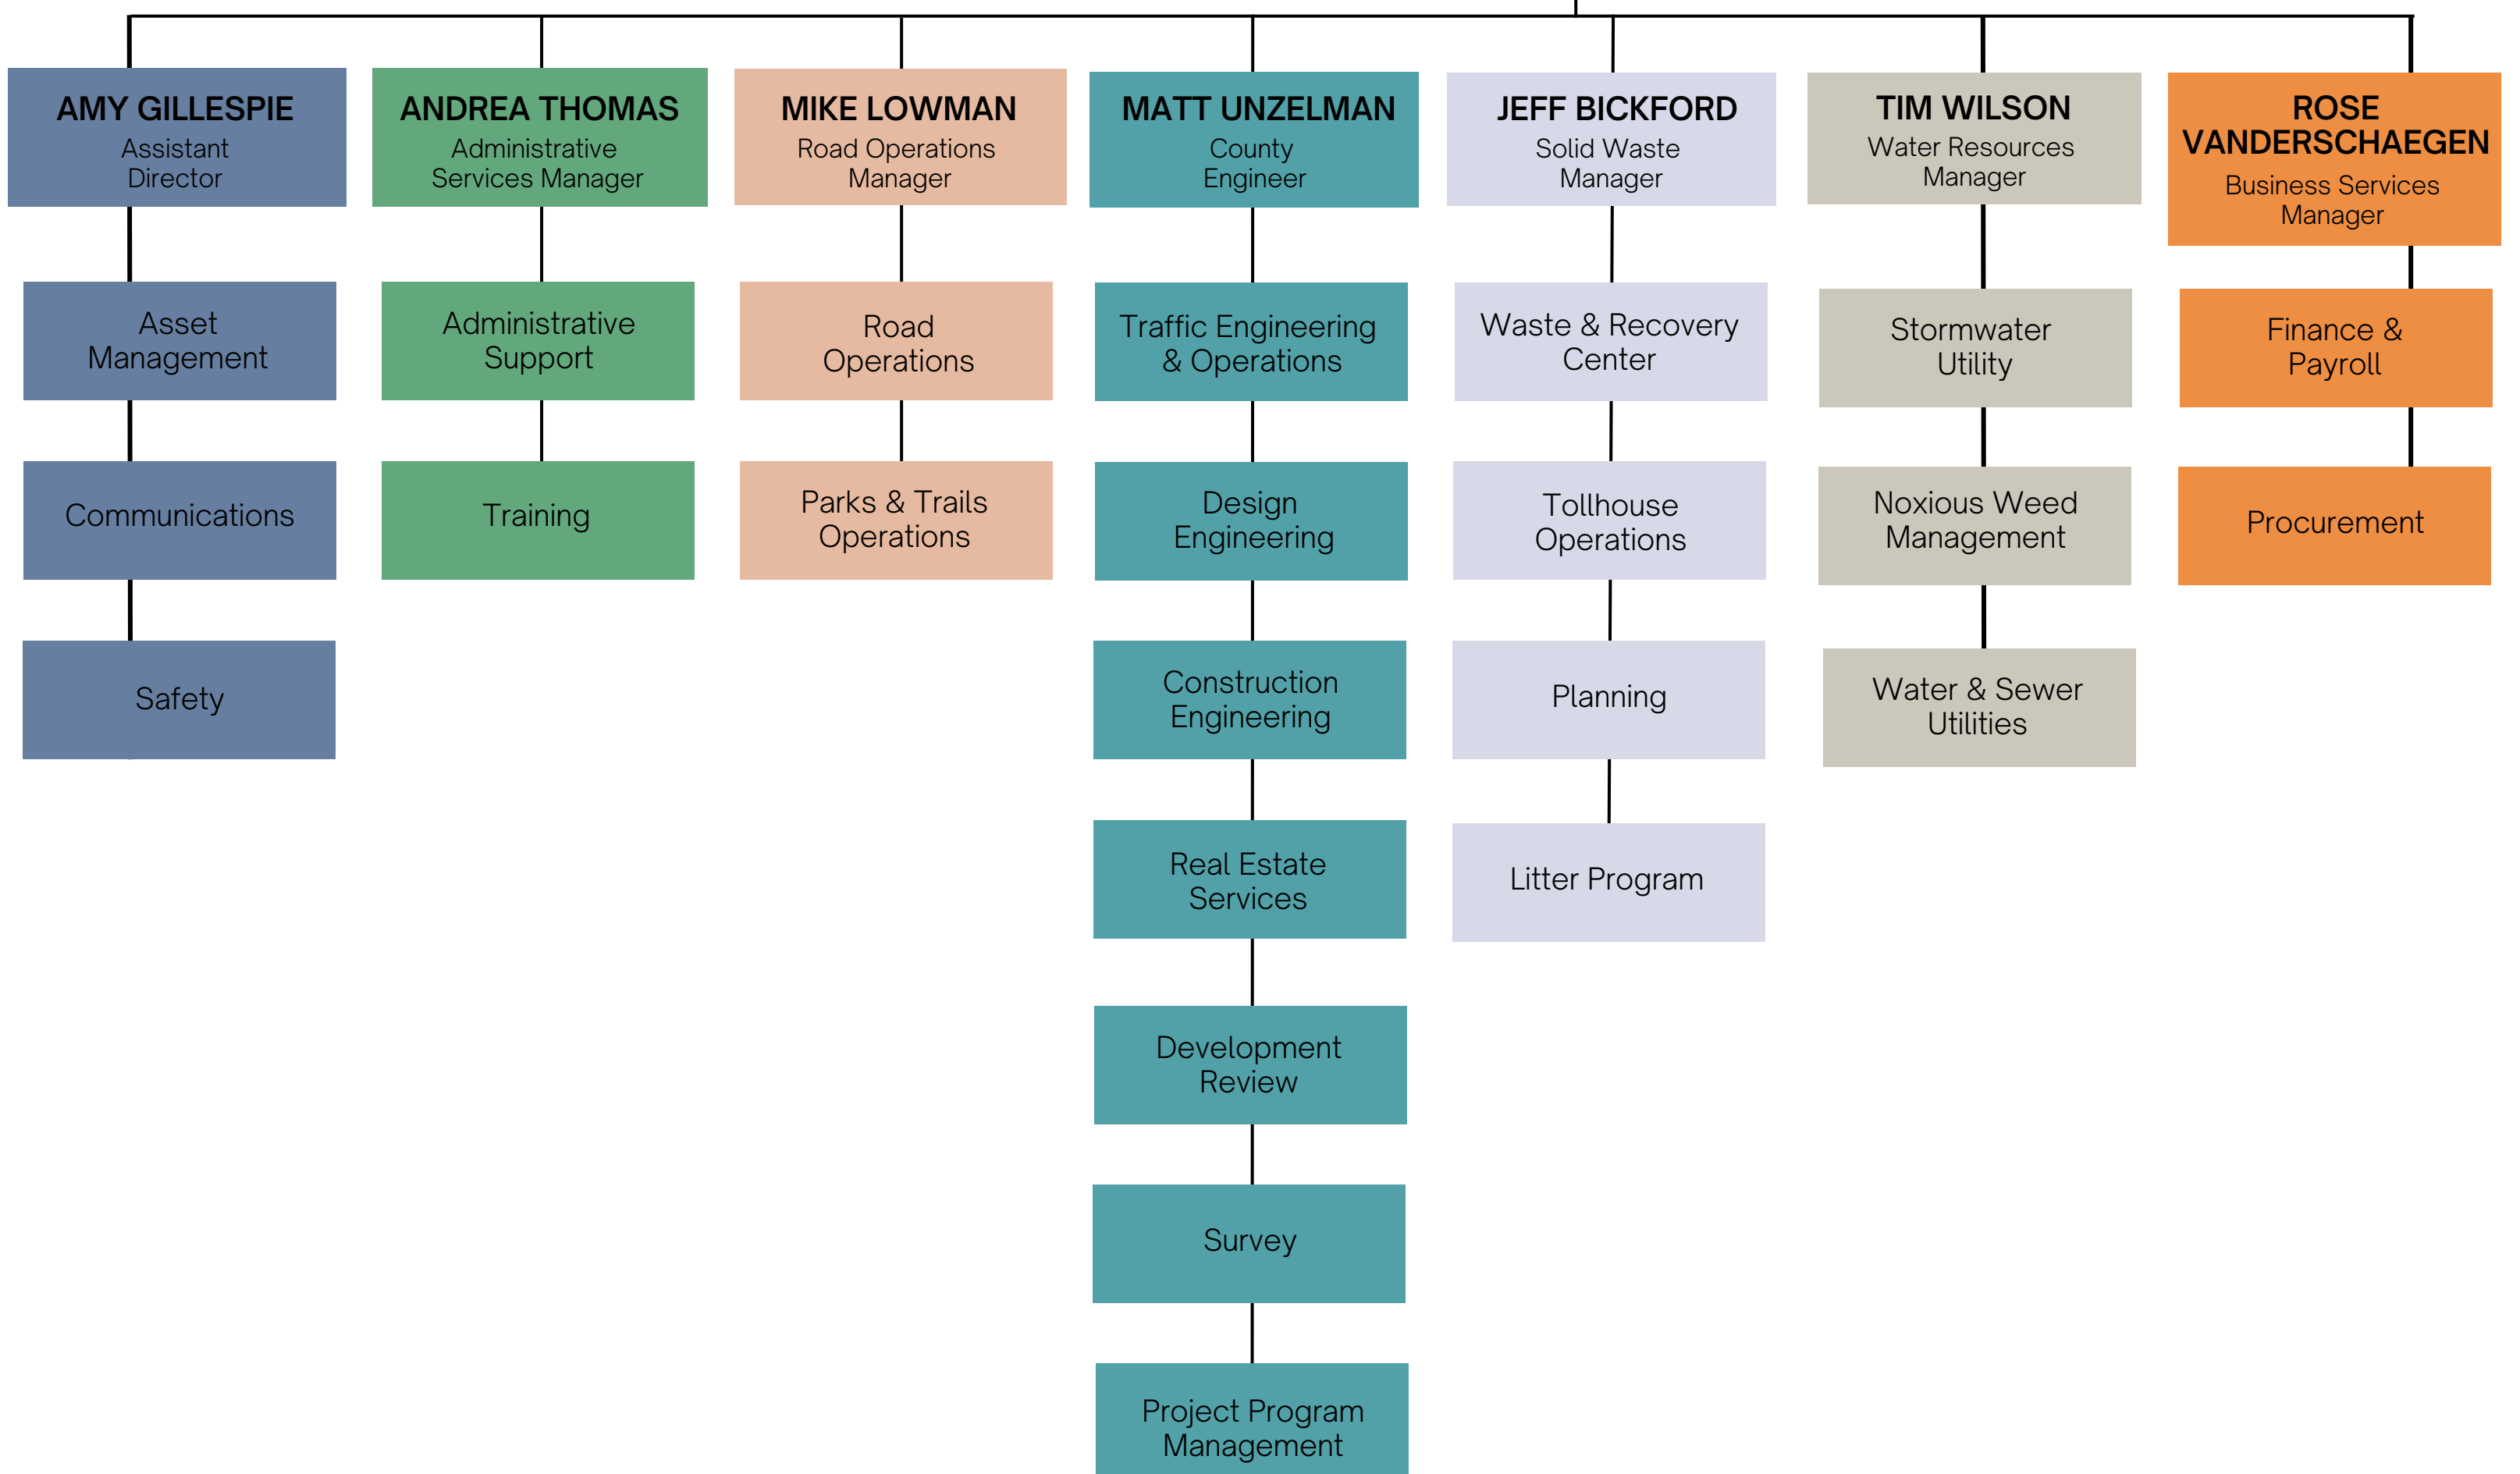 AMY GILLESPIE
Assistant
Director
Asset
Management
Communications
Safety
ANDREA THOMAS
Administrative
Services Manager
Administrative
Support
Training
MIKE LOWMAN
Road Operations
Manager
Road
Operations
Parks & Trails
Operations
MATT UNZELMAN
County
Engineer
Traffic Engineering
& Operations
Design
Engineering
Construction
Engineering
Real Estate
Services
Development
Review
Survey
Project Program
Management
JEFF BICKFORD
Solid Waste
Manager
Waste & Recovery
Center
Tollhouse
Operations
Planning
Litter Program
TIM WILSON
Water Resources
Manager
Stormwater
Utility
Noxious Weed
Management
Water & Sewer
Utilities
ROSE
VANDERSCHAEGEN
Business Services
Manager
Finance &
Payroll
Procurement